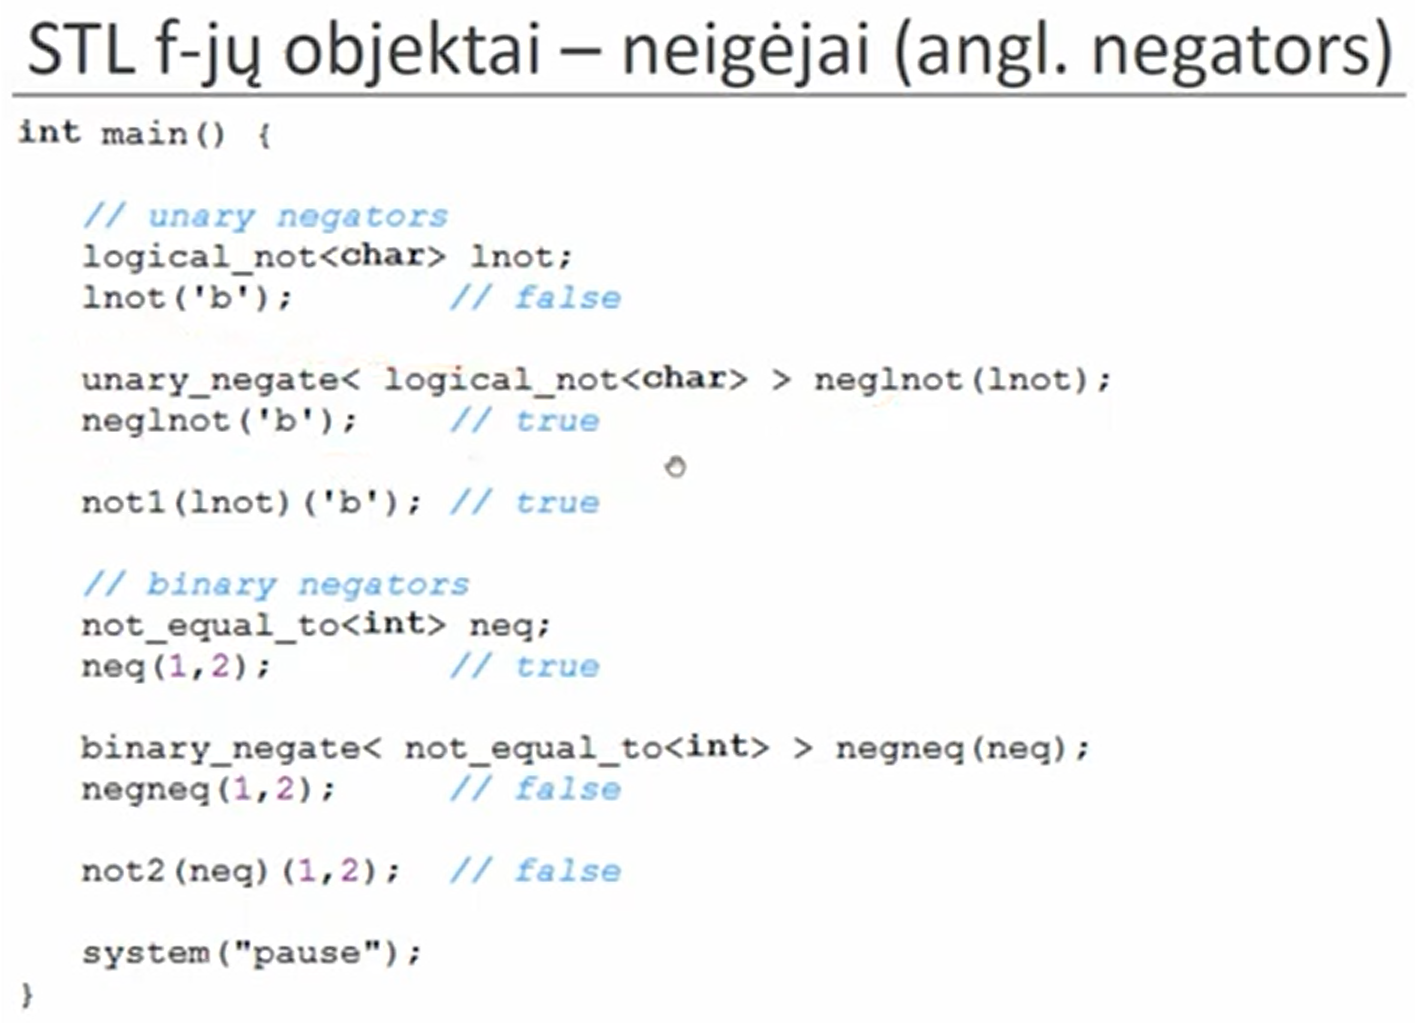 STL f-jų objektai – neigėjai (angl. negators)
int main() {
// unary negators
logical_not<char> lnot;
lnot('b'); // false
unary_negate< logical_not<char> > neglnot(lnot);
neglnot('b'); // true
not1(lnot)('b'); // true
// binary negators
not_equal_to<int> neq;
neq(1,2); // true
binary_negate< not_equal_to<int> > negneq(neq);
negneq(1,2); // false
not2(neq)(1,2); // false
system("pause");
}